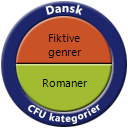 Dansk
Fiktive
genrer
Romaner
CFU kategorier